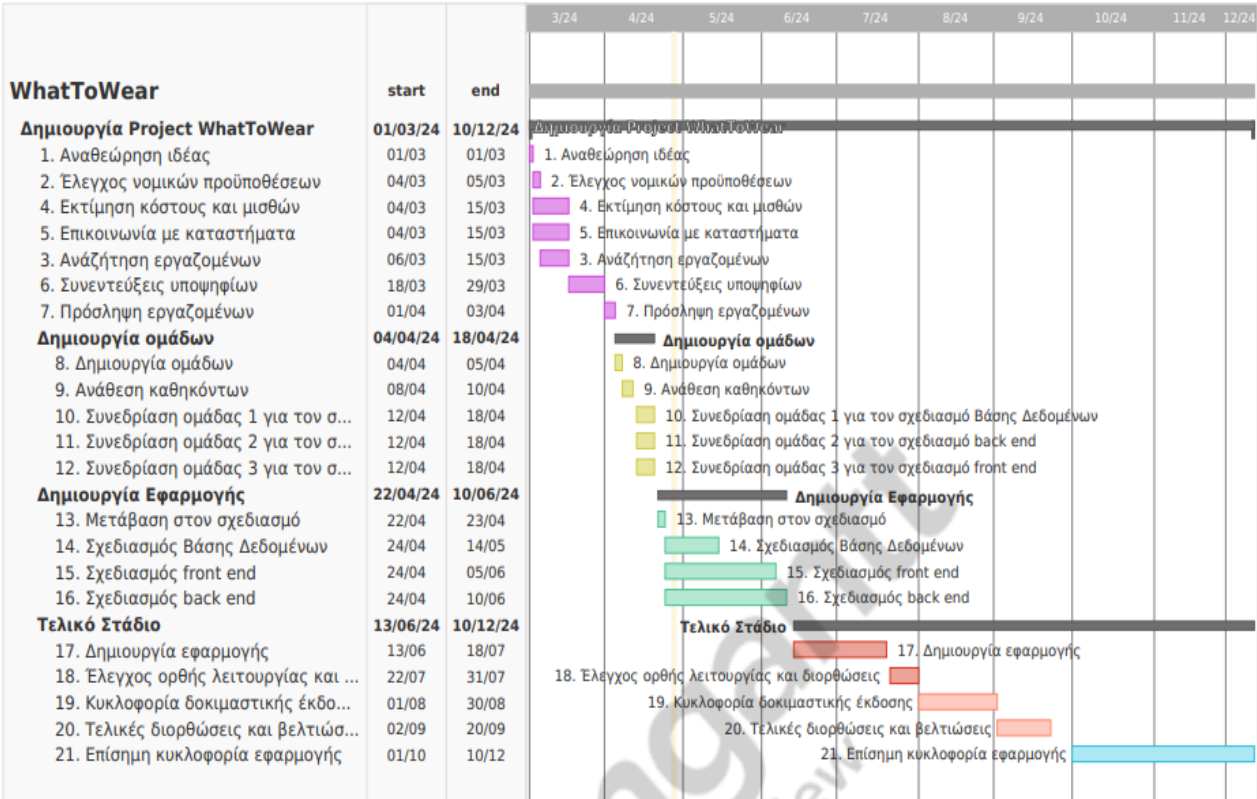 3/24 4/24 5/24 6/24 7/24 8/24 9/24 10/24 11/24 12/24
WhatToWear start end
Δημιουργία Project WhatToWear 01/03/24 10/12/24 Δημιουργία Project WhatToWear
1. Αναθεώρηση ιδέας 01/03 01/03 1. Αναθεώρηση ιδέας
2. Έλεγχος νομικών προϋποθέσεων 04/03 05/03 2. Έλεγχος νομικών προϋποθέσεων
4. Εκτίμηση κόστους και μισθών 04/03 15/03 4. Εκτίμηση κόστους και μισθών
5. Επικοινωνία με καταστήματα 04/03 15/03 5. Επικοινωνία με καταστήματα
3. Ανάζήτηση εργαζομένων 06/03 15/03 3. Ανάζήτηση εργαζομένων
6. Συνεντεύξεις υποψηφίων 18/03 29/03 6. Συνεντεύξεις υποψηφίων
7. Πρόσληψη εργαζομένων 01/04 03/04 7. Πρόσληψη εργαζομένων
Δημιουργία ομάδων 04/04/24 18/04/24 Δημιουργία ομάδων
8. Δημιουργία ομάδων 04/04 05/04 8. Δημιουργία ομάδων
9. Ανάθεση καθηκόντων 08/04 10/04 9. Ανάθεση καθηκόντων
10. Συνεδρίαση ομάδας 1 για τον σ... 12/04 18/04 10. Συνεδρίαση ομάδας 1 για τον σχεδιασμό Βάσης Δεδομένων
11. Συνεδρίαση ομάδας 2 για τον σ... 12/04 18/04 11. Συνεδρίαση ομάδας 2 για τον σχεδιασμό back end
12. Συνεδρίαση ομάδας 3 για τον σ... 12/04 18/04 12. Συνεδρίαση ομάδας 3 για τον σχεδιασμό front end
Δημιουργία Εφαρμογής 22/04/24 10/06/24 Δημιουργία Εφαρμογής
13. Μετάβαση στον σχεδιασμό 22/04 23/04 13. Μετάβαση στον σχεδιασμό
14. Σχεδιασμός Βάσης Δεδομένων 24/04 14/05 14. Σχεδιασμός Βάσης Δεδομένων
15. Σχεδιασμός front end 24/04 05/06 15. Σχεδιασμός front end
16. Σχεδιασμός back end 24/04 10/06 16. Σχεδιασμός back end
Τελικό Στάδιο 13/06/24 10/12/24 Τελικό Στάδιο
17. Δημιουργία εφαρμογής 13/06 18/07 17. Δημιουργία εφαρμογής
18. Έλεγχος ορθής λειτουργίας και ... 22/07 31/07 18. Έλεγχος ορθής λειτουργίας και διορθώσεις
19. Κυκλοφορία δοκιμαστικής έκδο... 01/08 30/08 19. Κυκλοφορία δοκιμαστικής έκδοσης
20. Τελικές διορθώσεις και βελτιώσ... 02/09 20/09 20. Τελικές διορθώσεις και βελτιώσεις
21. Επίσημη κυκλοφορία εφαρμογής 01/10 10/12 21. Επίσημη κυκλοφορία εφαρμογής